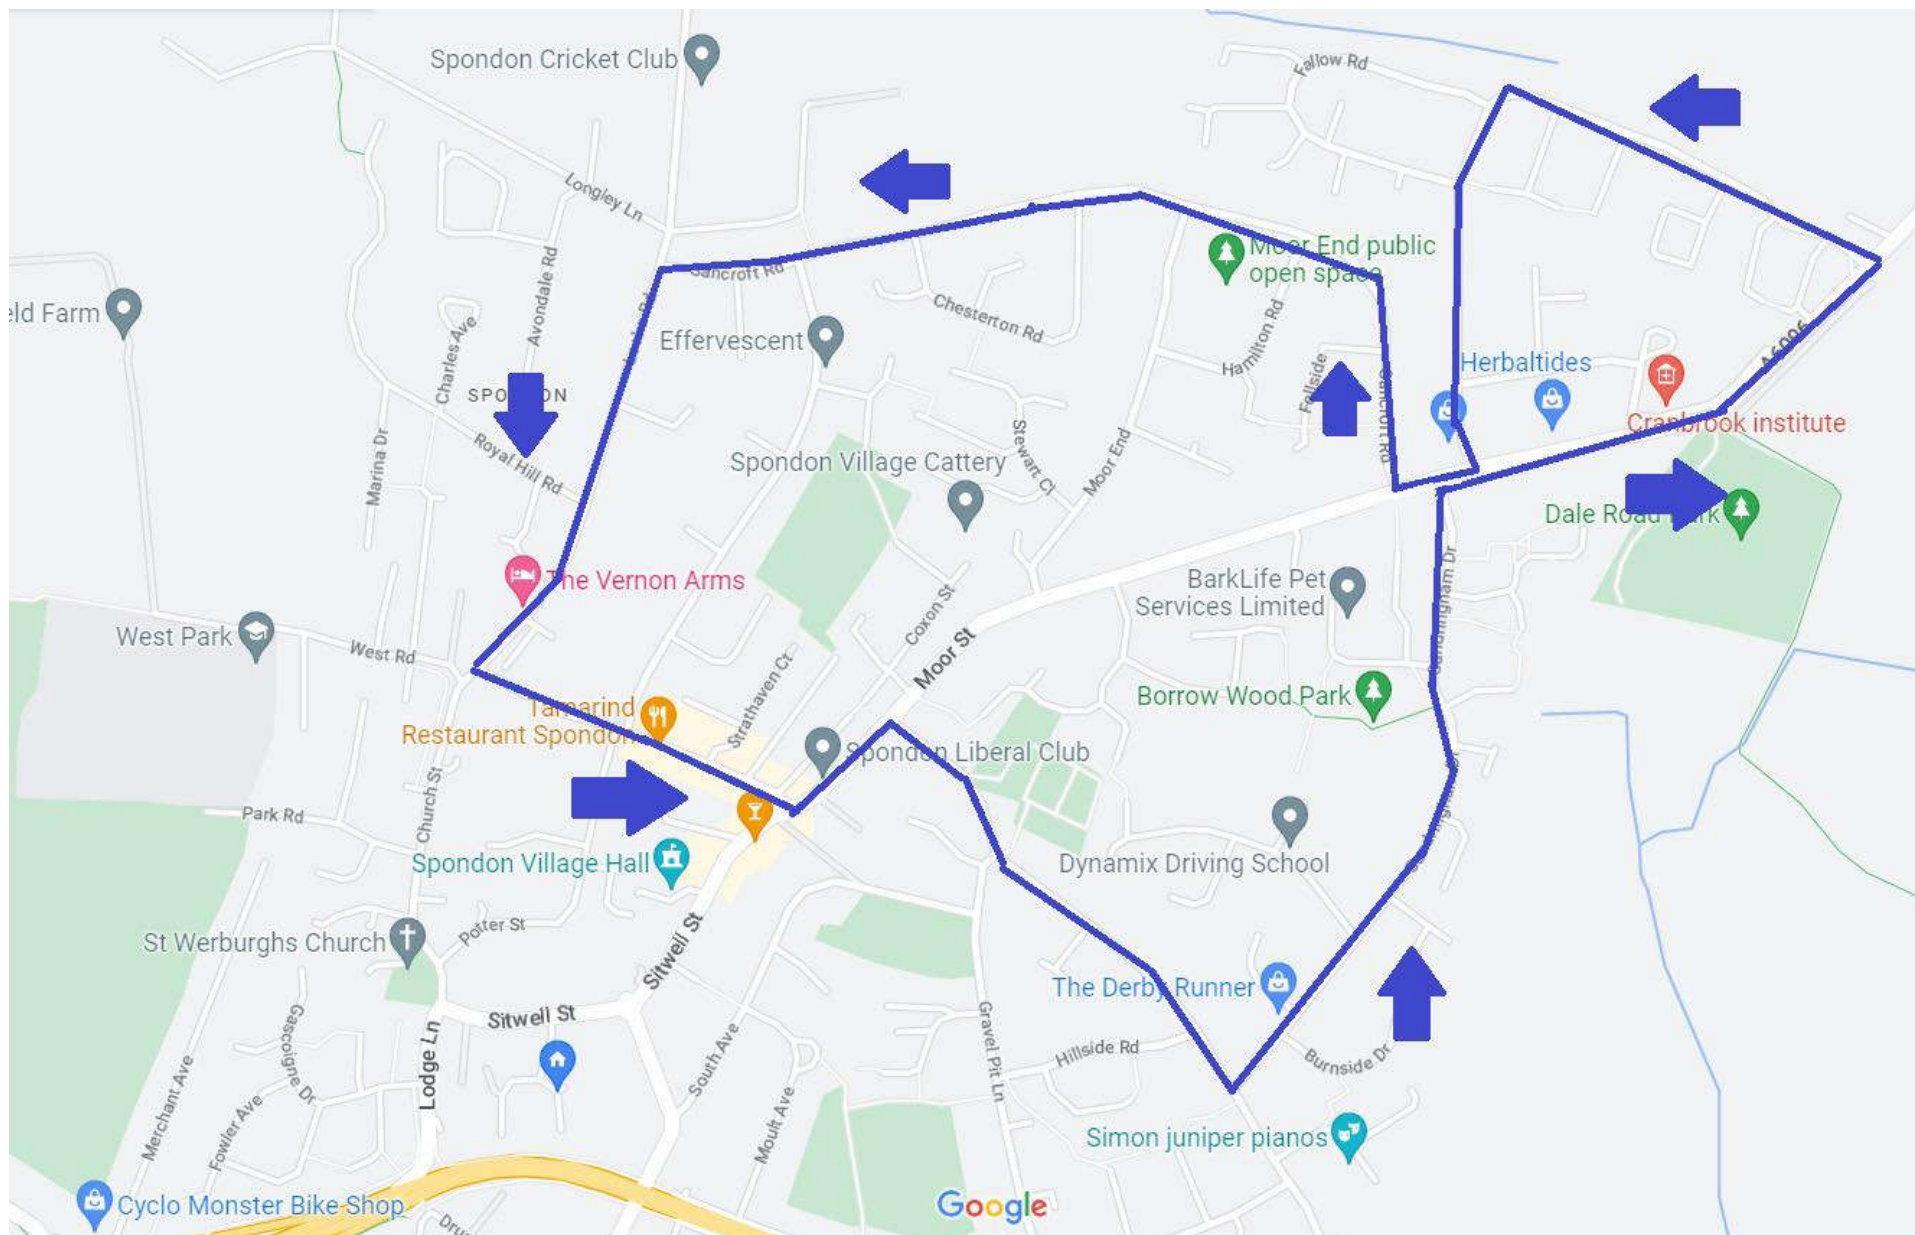 Spondon Cricket Club
Fallow Rd
Longley Ln
Moor End public
open space
Sancroft Rd
Avondale Rd
Chesterton Rd
eld Farm
Effervescent
Hamilton Rd
A6096
Charles Ave
Herbaltides
Fellside
Cranbrook institute
Sancroft Rd
Marina Dr
Royal Hill Rd
Stewart Cl
Spondon Village Cattery
Moor End
Dale Road
The Vernon Arms
BarkLife Pet
Services Limited
Coxon St
West Park
West Rd
Moor St
Strathaven Ct
Tamarind
Restaurant Spondon
Borrow Wood Park
Spondon Liberal Club
Church St
Park Rd
Spondon Village Hall
Dynamix Driving School
St Werburghs Church
Potter St
Sitwell St
The Derby Runner
Sitwell St
Gascoigne Dr
Lodge Ln
South Ave
Gravel Pit Ln
Hillside Rd
Burnside Dr
Merchant Ave
Fowler Ave
Moult Ave
Simon juniper pianos
Cyclo Monster Bike Shop
Google